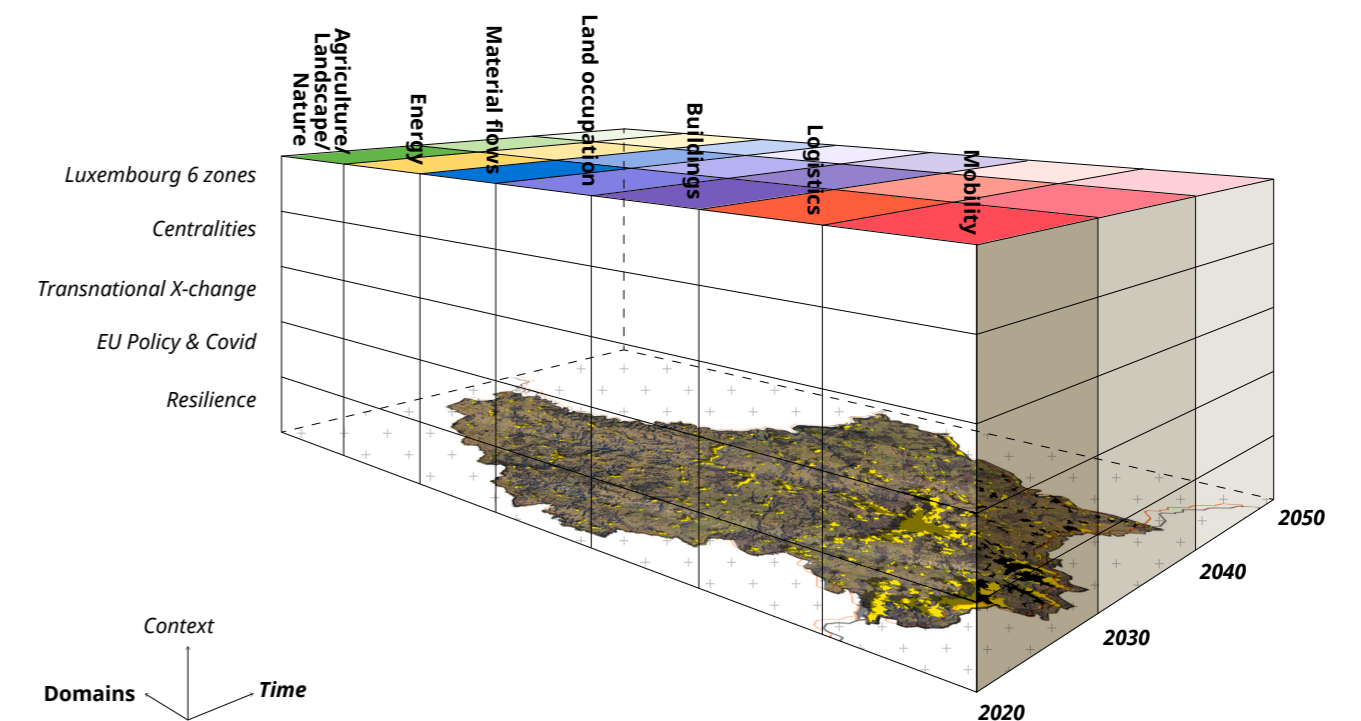 Agriculture/
Landscape/
Nature
Energy
Material flows
Land occupation
Buildings
Logistics
Mobility
Luxembourg 6 zones
Centralities
Transnational X-change
EU Policy & Covid
Resilience
2050
2040
2030
2020
Context
Domains
Time